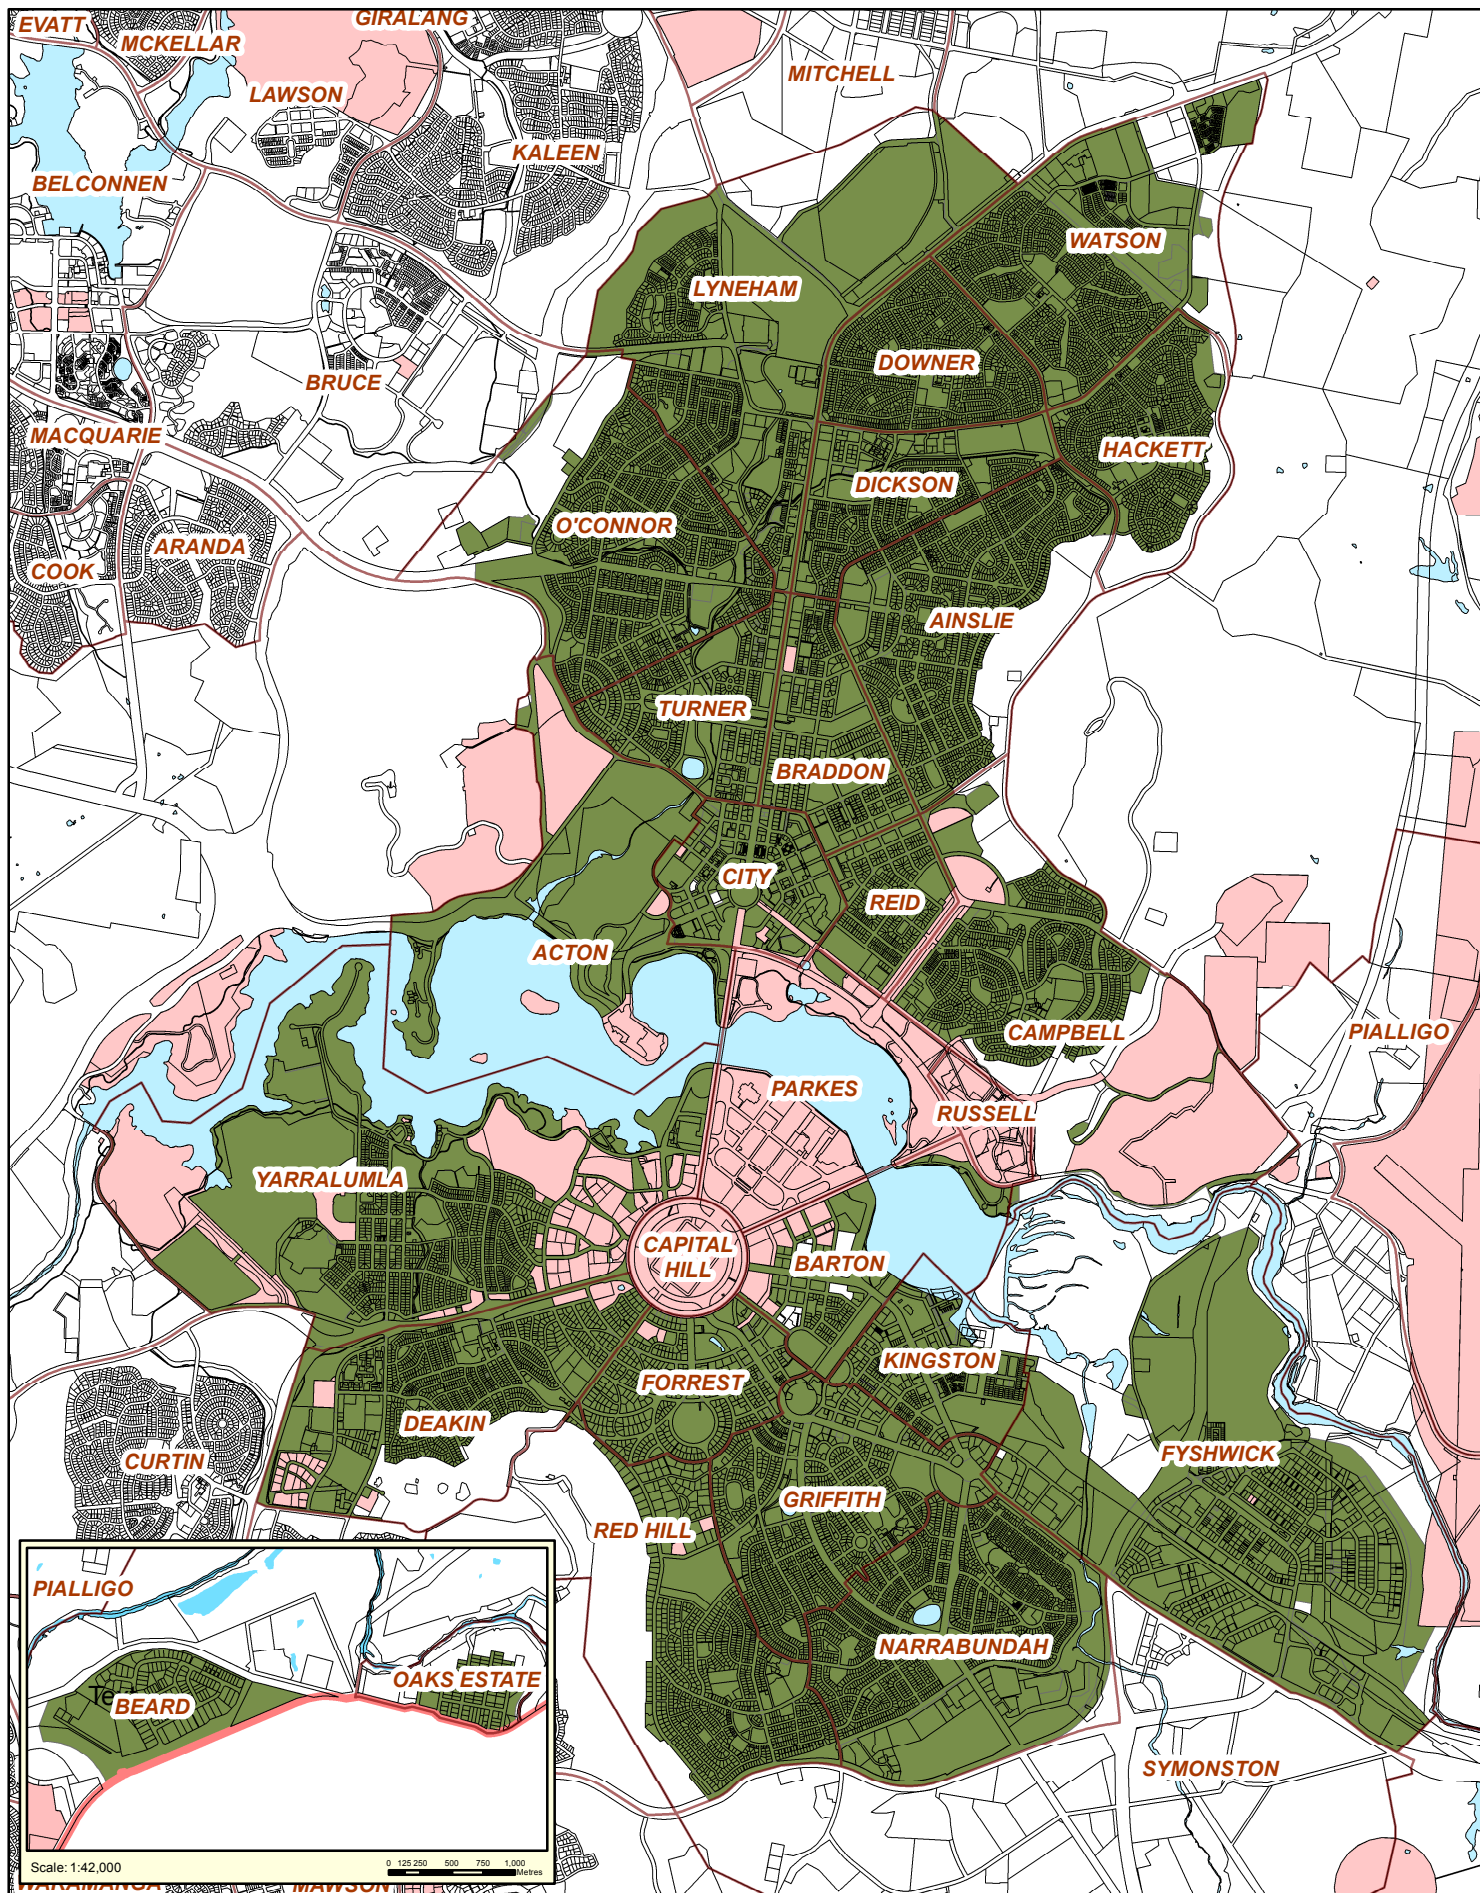 EVATT
GIRALANG
MCKELLAR
MITCHELL
LAWSON
KALEEN
BELCONNEN
WATSON
LYNEHAM
DOWNER
BRUCE
MACQUARIE
HACKETT
DICKSON
O'CONNOR
ARANDA
COOK
AINSLIE
TURNER
BRADDON
CITY
REID
ACTON
CAMPBELL
PIALLIGO
PARKES
RUSSELL
YARRALUMLA
CAPITAL
HILL
BARTON
KINGSTON
FORREST
DEAKIN
CURTIN
FYSHWICK
GRIFFITH
RED HILL
NARRABUNDAH
SYMONSTON
PIALLIGO
OAKS ESTATE
BEARD
Scale: 1:42,000
0 125 250 500 750 1,000
Metres
WARAMANGA
MAWSON